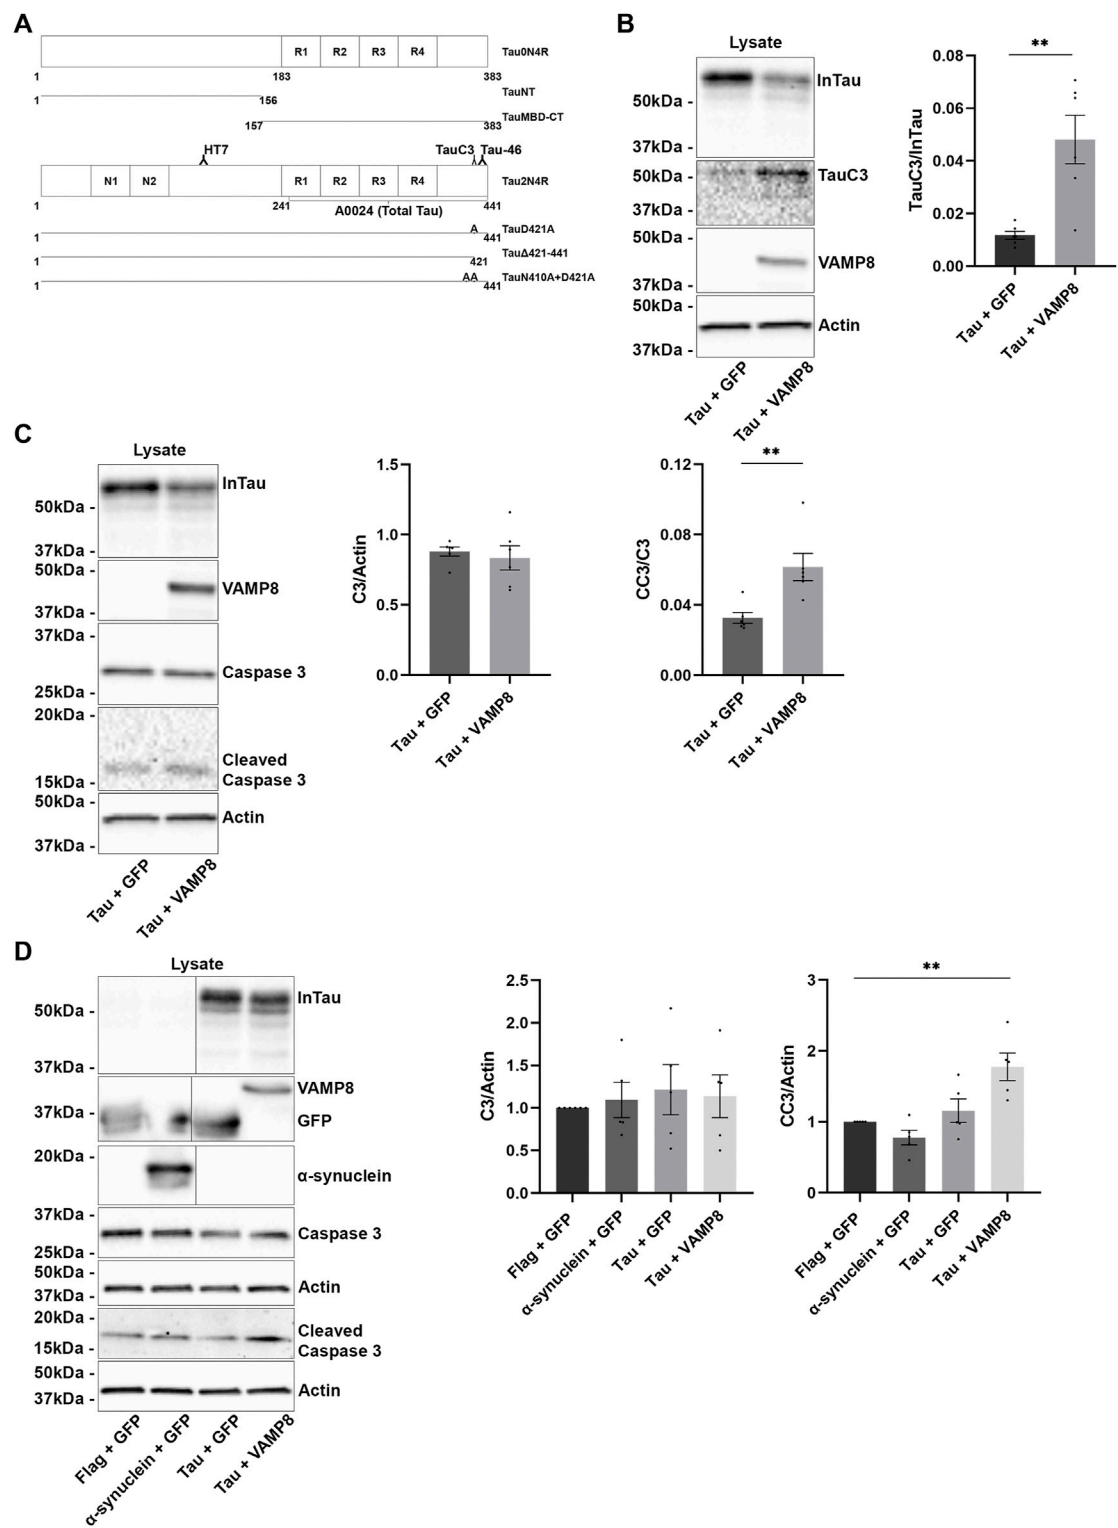 A
R1 R2 R3 R4 Tau0N4R
1 183 383
1 156 TauNT
157 383 TauMBD-CT
HT7 TauC3 Tau-46
N1 N2 R1 R2 R3 R4 Tau2N4R
1 241 A0024 (Total Tau) 441
1 A 441 TauD421A
1 421 TauΔ421-441
1 AA 441 TauN410A+D421A
B
Lysate
InTau
50kDa -
37kDa -
50kDa - TauC3
37kDa -
50kDa -
VAMP8
37kDa -
50kDa -
Actin
37kDa -
Tau + GFP
Tau + VAMP8
**
TauC3/InTau
0.08
0.06
0.04
0.02
0.00
Tau + GFP
Tau + VAMP8
C
Lysate
InTau
50kDa -
37kDa -
50kDa -
VAMP8
37kDa -
37kDa -
Caspase 3
25kDa -
20kDa -
Cleaved
Caspase 3
15kDa -
50kDa -
Actin
37kDa -
Tau + GFP
Tau + VAMP8
C3/Actin
1.5
1.0
0.5
0.0
Tau + GFP
Tau + VAMP8
**
CC3/C3
0.12
0.08
0.04
0.00
Tau + GFP
Tau + VAMP8
D
Lysate
InTau
50kDa -
37kDa -
VAMP8
37kDa -
GFP
20kDa -
α-synuclein
37kDa -
Caspase 3
25kDa -
50kDa -
Actin
37kDa -
20kDa -
Cleaved
Caspase 3
15kDa -
50kDa -
Actin
37kDa -
Flag + GFP
α-synuclein + GFP
Tau + GFP
Tau + VAMP8
C3/Actin
2.5
2.0
1.5
1.0
0.5
0.0
Flag + GFP
α-synuclein + GFP
Tau + GFP
Tau + VAMP8
**
CC3/Actin
3
2
1
0
Flag + GFP
α-synuclein + GFP
Tau + GFP
Tau + VAMP8